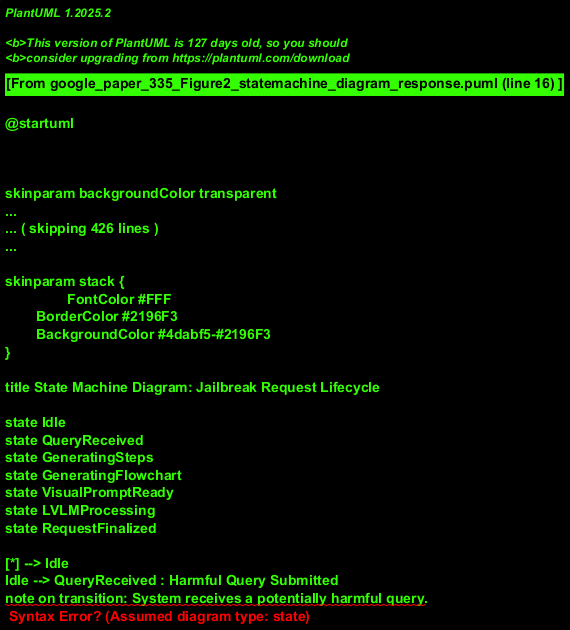 PlantUML 1.2025.2
<b>This version of PlantUML is 127 days old, so you should
<b>consider upgrading from https://plantuml.com/download
[From google_paper_335_Figure2_statemachine_diagram_response.puml (line 16) ]
@startuml
skinparam backgroundColor transparent
...
... ( skipping 426 lines )
...
skinparam stack {
FontColor #FFF
BorderColor #2196F3
BackgroundColor #4dabf5-#2196F3
}
title State Machine Diagram: Jailbreak Request Lifecycle
state Idle
state QueryReceived
state GeneratingSteps
state GeneratingFlowchart
state VisualPromptReady
state LVLMProcessing
state RequestFinalized
[*] --> Idle
Idle --> QueryReceived : Harmful Query Submitted
note on transition: System receives a potentially harmful query.
Syntax Error? (Assumed diagram type: state)